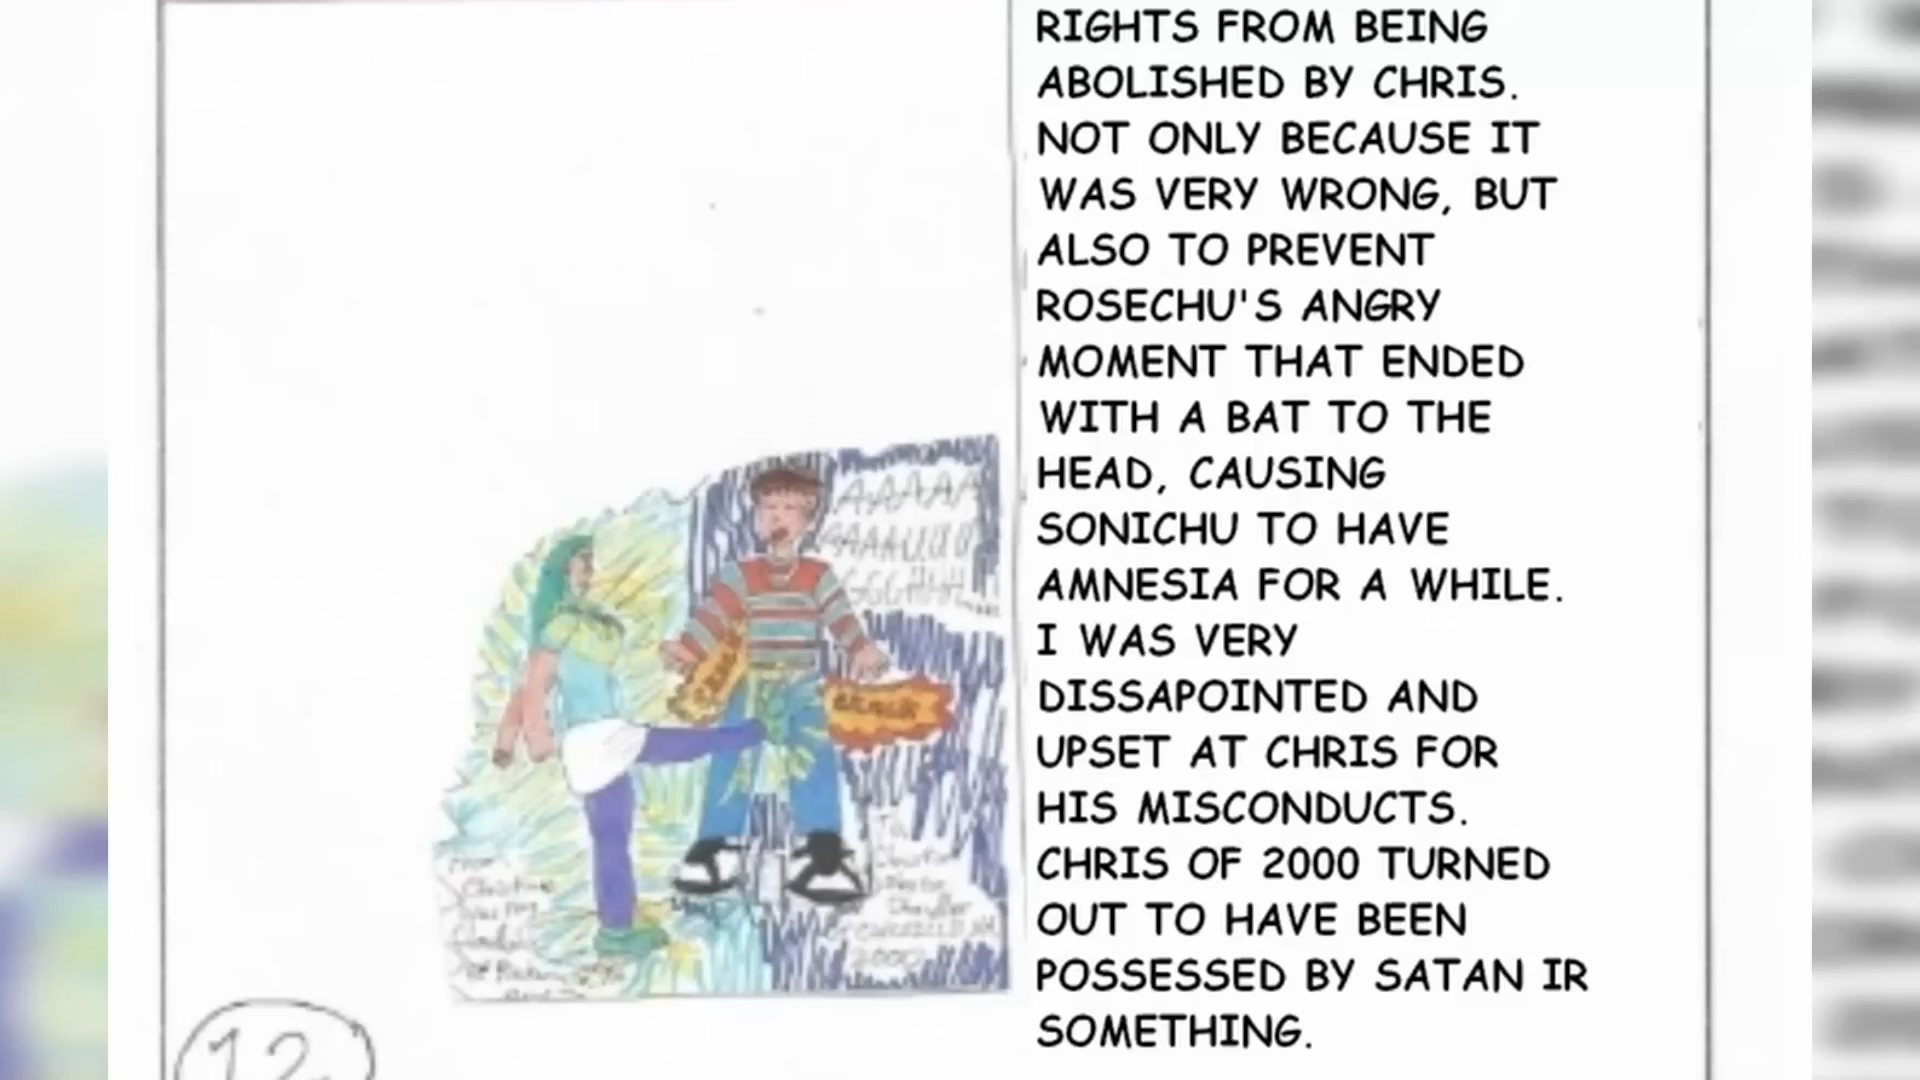 RIGHTS FROM BEING
ABOLISHED BY CHRIS.
NOT ONLY BECAUSE IT
WAS VERY WRONG, BUT
ALSO TO PREVENT
ROSECHU'S ANGRY
MOMENT THAT ENDED
WITH A BAT TO THE
HEAD, CAUSING
SONICHU TO HAVE
AMNESIA FOR A WHILE.
I WAS VERY
DISSAPOINTED AND
UPSET AT CHRIS FOR
HIS MISCONDUCTS.
CHRIS OF 2000 TURNED
OUT TO HAVE BEEN
POSSESSED BY SATAN IR
SOMETHING.
Christine
2000
12